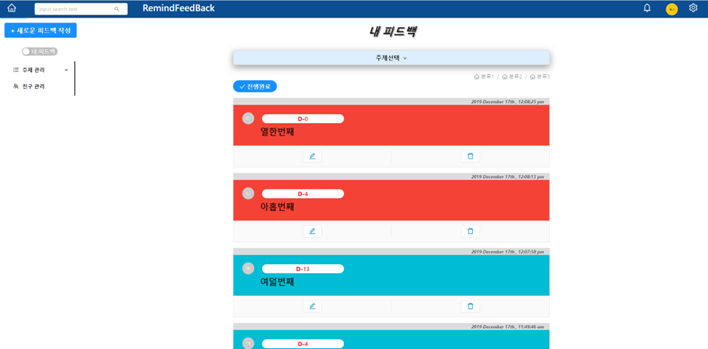 Input search text
RemindFeedBack
+ 새로운 피드백 작성
내 피드백
주제 관리
친구 관리
내 피드백
주제선택
분류1 / 분류2 / 분류3
진행완료
2019 December 17th , 12:08:25 pm
D-0
열한번째
2019 December 17th , 12:08:13 pm
D-4
아홉번째
2019 December 17th , 12:07:58 pm
D-13
여덟번째
2019 December 17th , 11:49:46 am
D-4